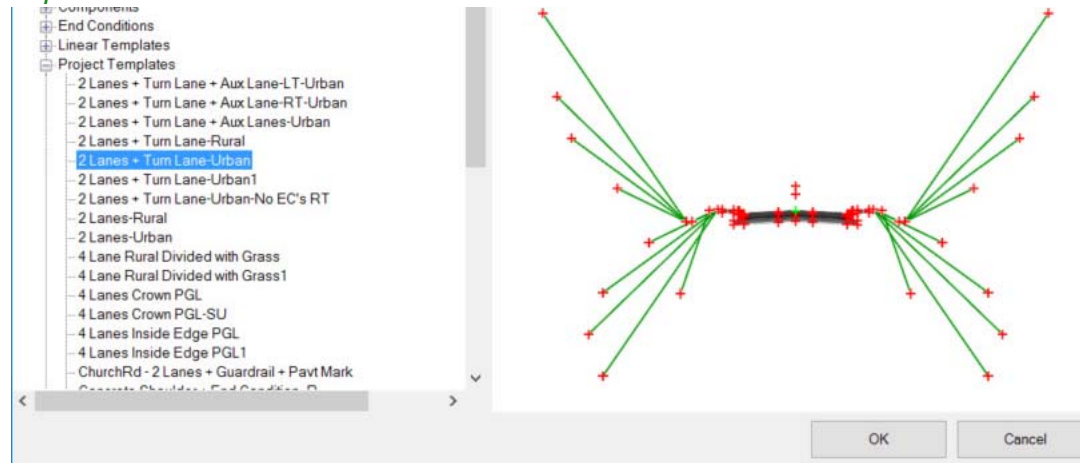 Components
End Conditions
Linear Templates
Project Templates
2 Lanes + Turn Lane + Aux Lane-LT-Urban
2 Lanes + Turn Lane + Aux Lane-RT-Urban
2 Lanes + Turn Lane + Aux Lanes-Urban
2 Lanes + Turn Lane-Rural
2 Lanes + Turn Lane-Urban
2 Lanes + Turn Lane-Urban1
2 Lanes + Turn Lane-Urban-No EC's RT
2 Lanes-Rural
2 Lanes-Urban
4 Lane Rural Divided with Grass
4 Lane Rural Divided with Grass1
4 Lanes Crown PGL
4 Lanes Crown PGL-SU
4 Lanes Inside Edge PGL
4 Lanes Inside Edge PGL1
ChurchRd - 2 Lanes + Guardrail + Pavt Mark
Concrete Shoulder + End Condition
OK
Cancel